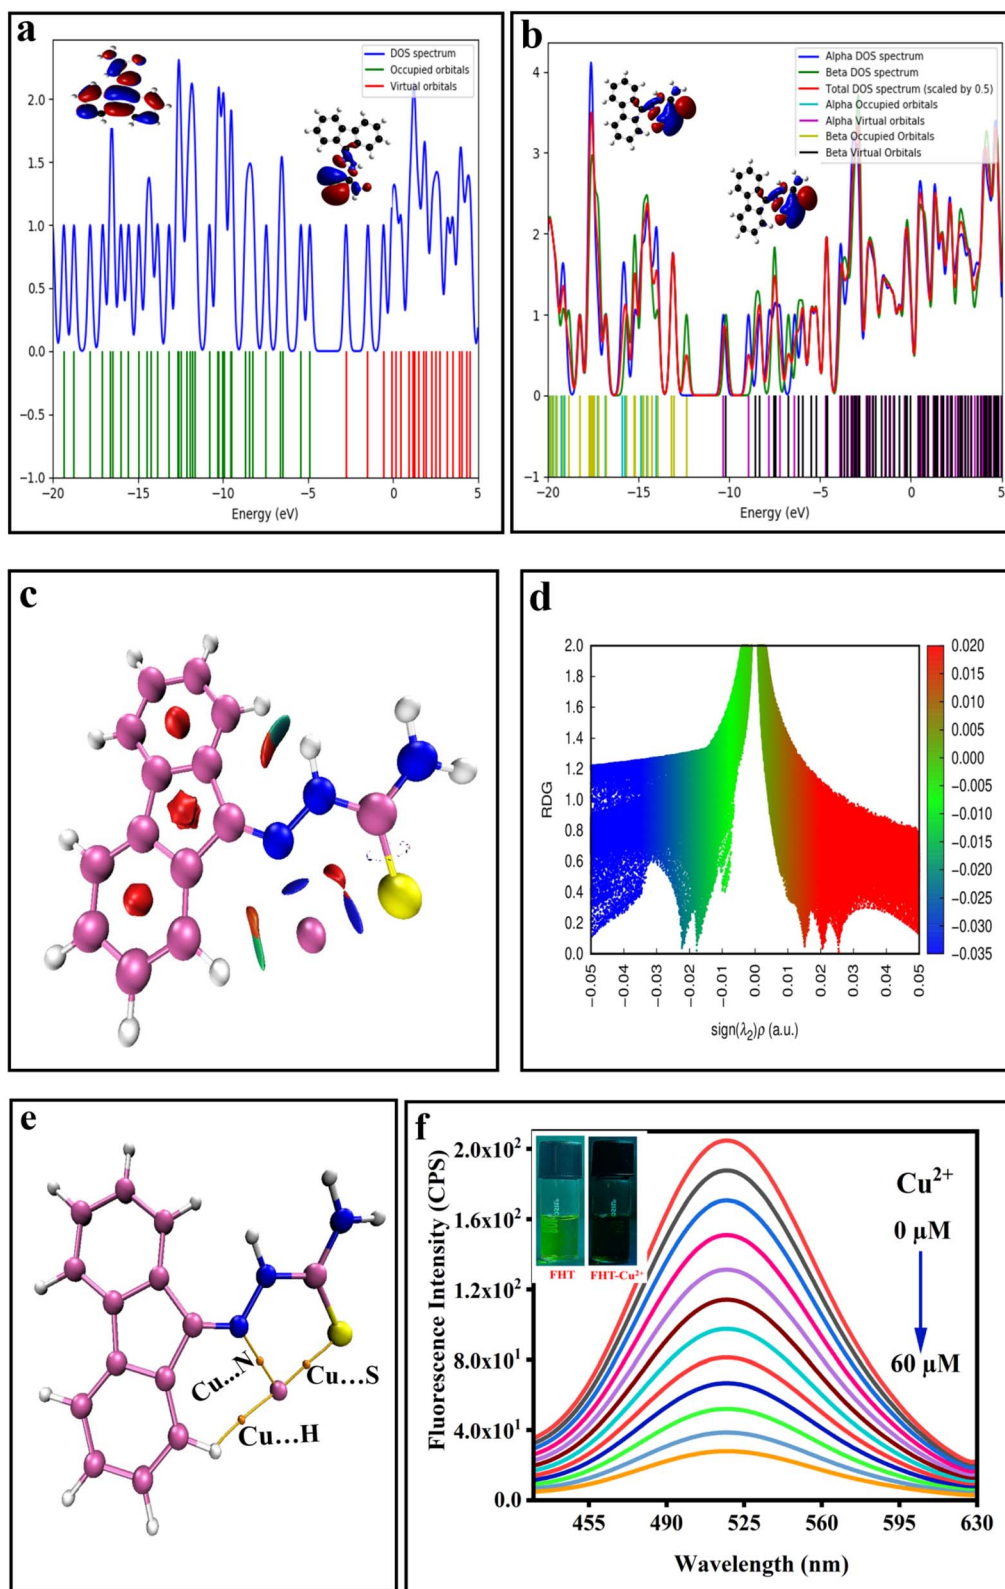 a
DOS spectrum
Occupied orbitals
Virtual orbitals
2.0
1.5
1.0
0.5
0.0
−0.5
−1.0
−20
−15
−10
−5
0
5
Energy (eV)
b
Alpha DOS spectrum
Beta DOS spectrum
Total DOS spectrum (scaled by 0.5)
Alpha Occupied orbitals
Alpha Virtual orbitals
Beta Occupied Orbitals
Beta Virtual Orbitals
4
3
2
1
0
−1
−20
−15
−10
−5
0
5
Energy (eV)
c
d
RDG
2.0
1.8
1.6
1.4
1.2
1.0
0.8
0.6
0.4
0.2
0.0
−0.05
−0.04
−0.03
−0.02
−0.01
0.00
0.01
0.02
0.03
0.04
0.05
sign(λ2)ρ (a.u.)
0.020
0.015
0.010
0.005
0.000
−0.005
−0.010
−0.015
−0.020
−0.025
−0.030
−0.035
e
Cu...N
Cu...S
Cu...H
f
Fluorescence Intensity (CPS)
2.0x10²
1.6x10²
1.2x10²
8.0x10¹
4.0x10¹
0.0
FHT
FHT-Cu²⁺
Cu²⁺
0 µM
60 µM
455
490
525
560
595
630
Wavelength (nm)